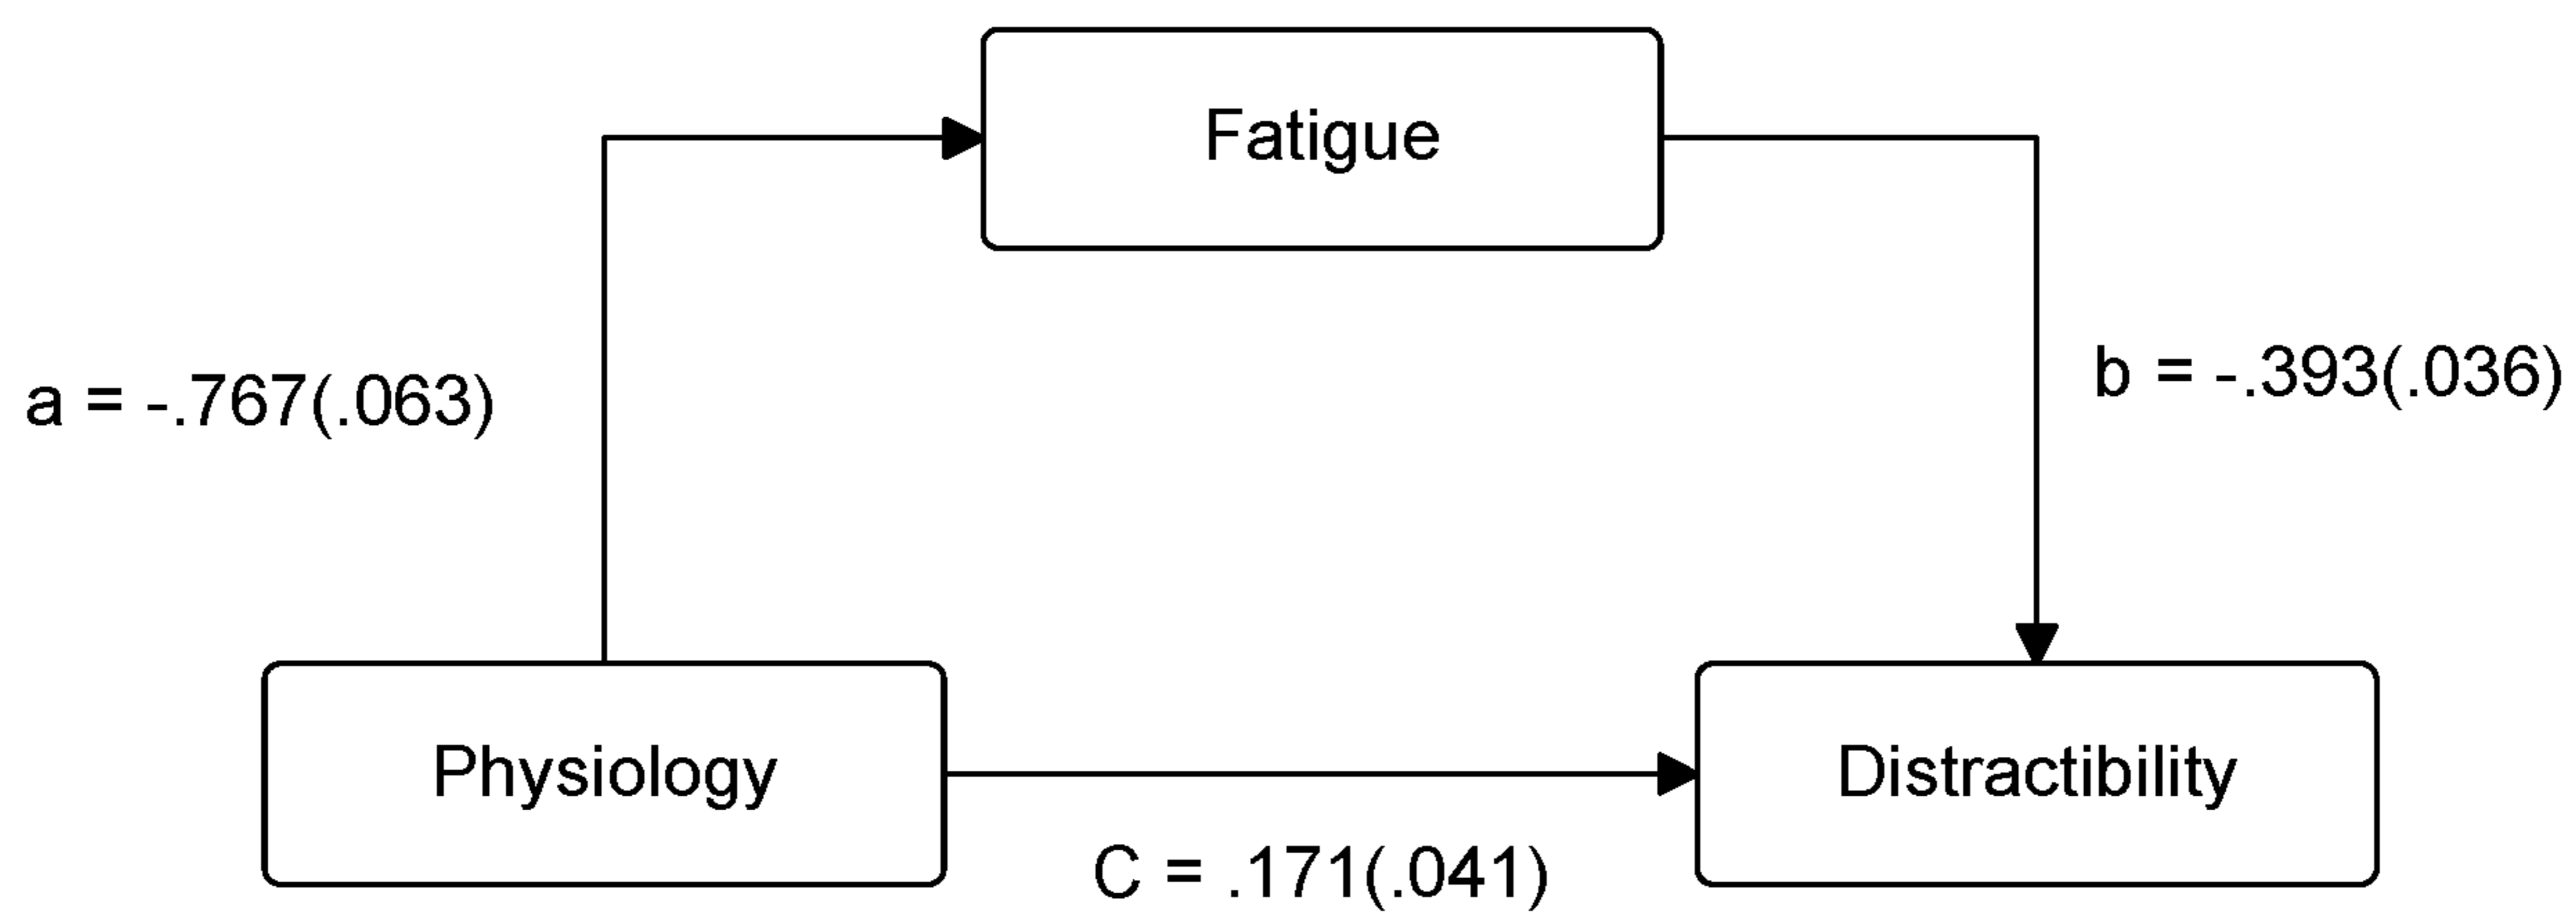 Fatigue
a = -.767(.063)
b = -.393(.036)
Physiology
Distractibility
C = .171(.041)